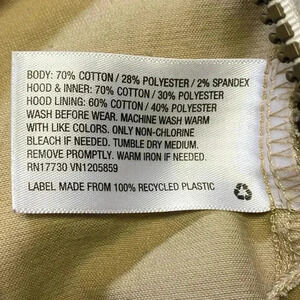 BODY: 70% COTTON / 28% POLYESTER / 2% SPANDEX
HOOD & INNER: 70% COTTON / 30% POLYESTER
HOOD LINING: 60% COTTON / 40% POLYESTER
WASH BEFORE WEAR. MACHINE WASH WARM
WITH LIKE COLORS. ONLY NON-CHLORINE
BLEACH IF NEEDED. TUMBLE DRY MEDIUM.
REMOVE PROMPTLY. WARM IRON IF NEEDED.
RN17730 VN1205859
LABEL MADE FROM 100% RECYCLED PLASTIC